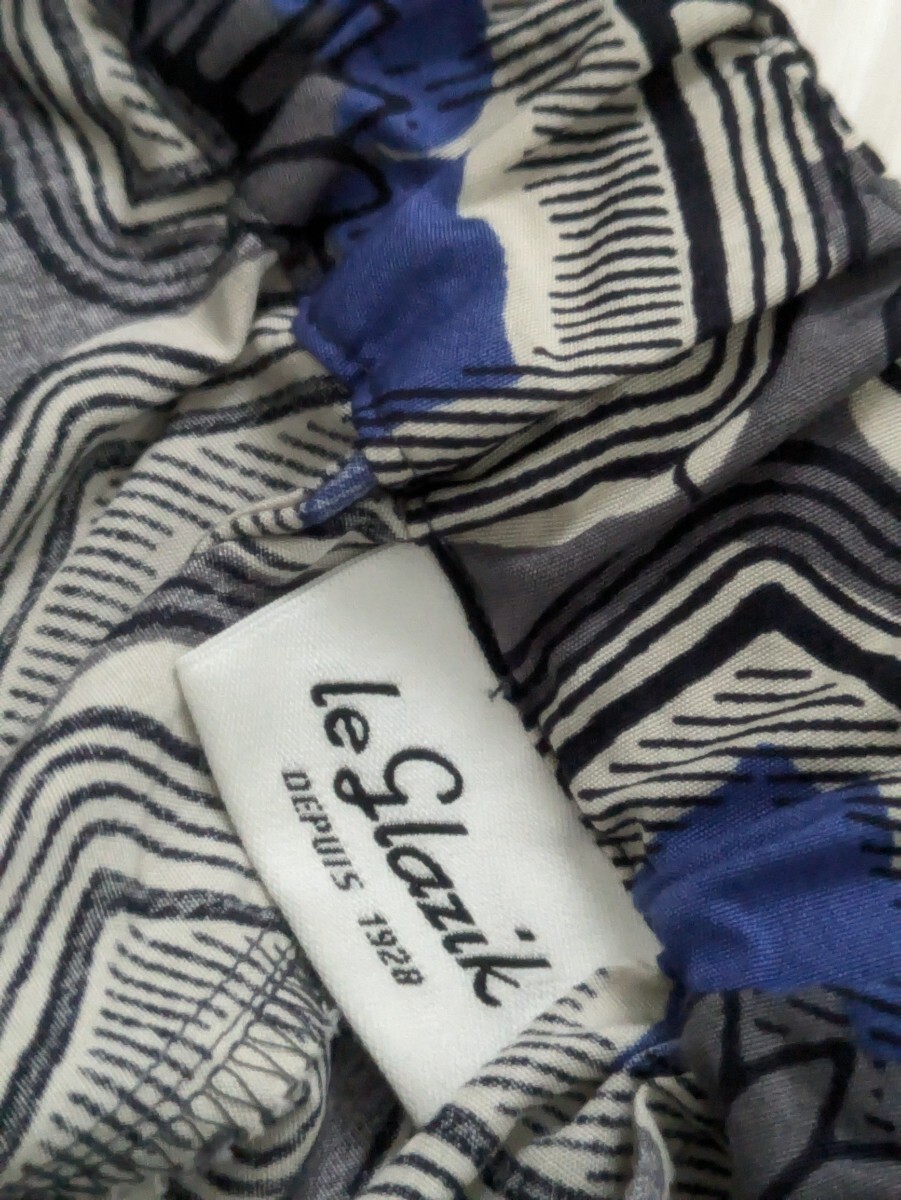 le Glazik
DEPUIS 1928